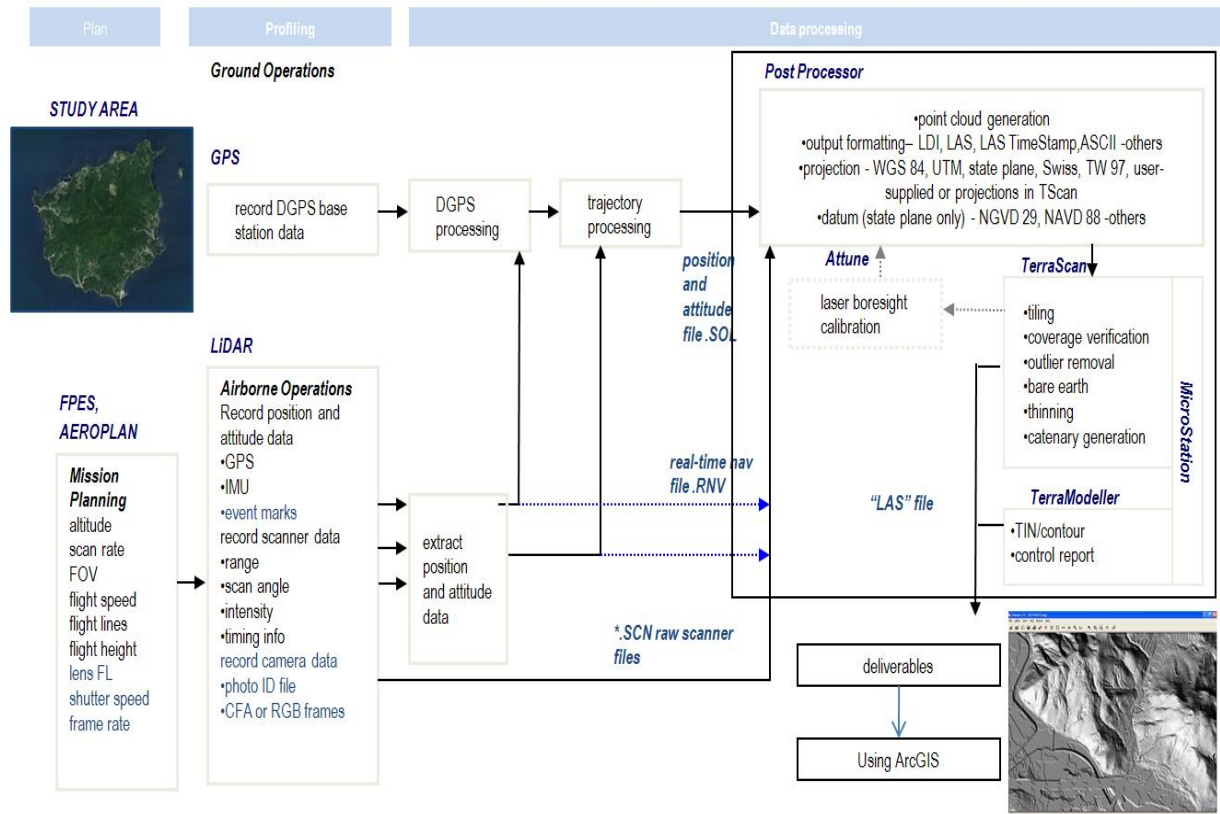 Plan
Profiling
Data processing
Ground Operations
STUDY AREA
GPS
record DGPS base
station data
DGPS
processing
trajectory
processing
Post Processor
•point cloud generation
•output formatting– LDI, LAS, LAS TimeStamp,ASCII -others
•projection - WGS 84, UTM, state plane, Swiss, TW 97, user-
supplied or projections in TScan
•datum (state plane only) - NGVD 29, NAVD 88 -others
position
and
attitude
file .SOL
Attune
laser boresight
calibration
TerraScan
•tiling
•coverage verification
•outlier removal
•bare earth
•thinning
•catenary generation
MicroStation
TerraModeller
•TIN/contour
•control report
LiDAR
Airborne Operations
Record position and
attitude data
•GPS
•IMU
•event marks
record scanner data
•range
•scan angle
•intensity
•timing info
record camera data
•photo ID file
•CFA or RGB frames
FPES,
AEROPLAN
Mission
Planning
altitude
scan rate
FOV
flight speed
flight lines
flight height
lens FL
shutter speed
frame rate
extract
position
and attitude
data
real-time nav
file .RNV
"LAS" file
*.SCN raw scanner
files
deliverables
Using ArcGIS